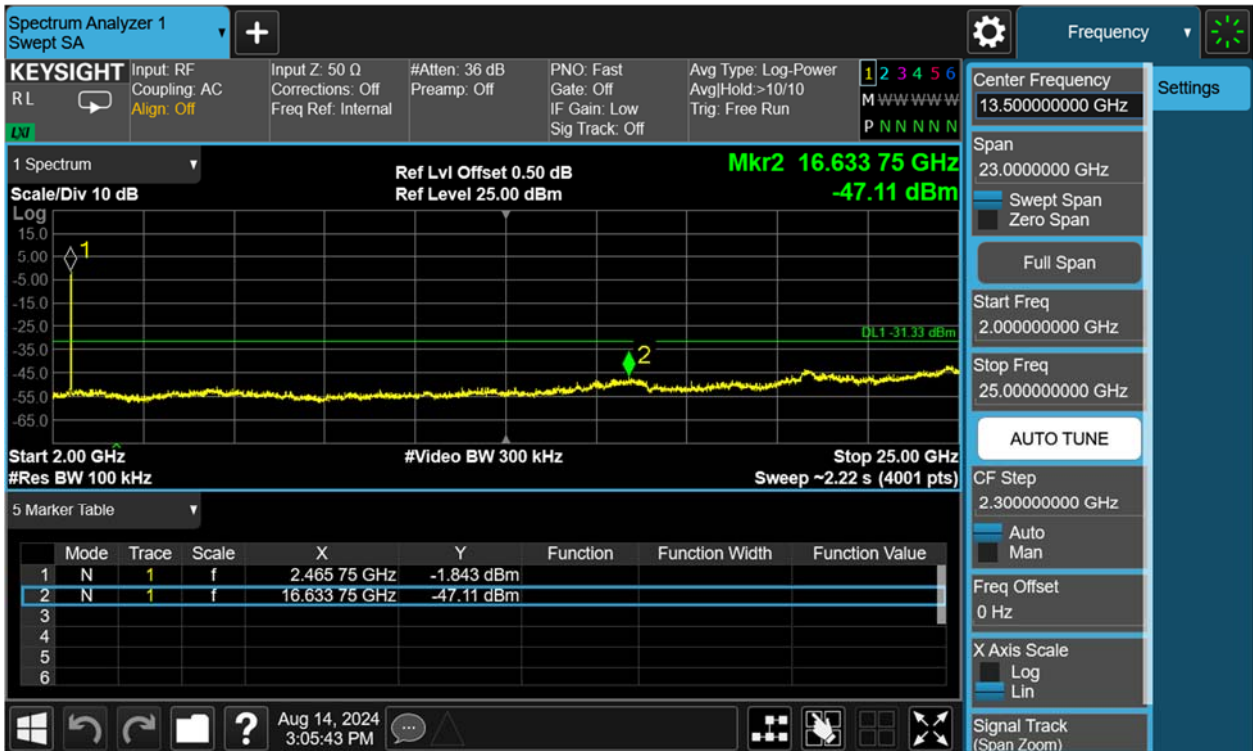 Spectrum Analyzer 1
Swept SA
+
Frequency
KEYSIGHT
RL
LXI
Input: RF
Coupling: AC
Align: Off
Input Z: 50 Ω
Corrections: Off
Freq Ref: Internal
#Atten: 36 dB
Preamp: Off
PNO: Fast
Gate: Off
IF Gain: Low
Sig Track: Off
Avg Type: Log-Power
Avg|Hold:>10/10
Trig: Free Run
1 2 3 4 5 6
M W W W W W
P N N N N N
1 Spectrum
Scale/Div 10 dB
Ref Lvl Offset 0.50 dB
Ref Level 25.00 dBm
Mkr2 16.633 75 GHz
-47.11 dBm
Log
15.0
5.00
-5.00
-15.0
-25.0
-35.0
-45.0
-55.0
-65.0
1
2
DL1 -31.33 dBm
Start 2.00 GHz
#Res BW 100 kHz
#Video BW 300 kHz
Stop 25.00 GHz
Sweep ~2.22 s (4001 pts)
5 Marker Table
Mode Trace Scale X Y Function Function Width Function Value
1 N 1 f 2.465 75 GHz -1.843 dBm
2 N 1 f 16.633 75 GHz -47.11 dBm
3
4
5
6
?
Aug 14, 2024
3:05:43 PM
Center Frequency
13.500000000 GHz
Span
23.0000000 GHz
Swept Span
Zero Span
Full Span
Start Freq
2.000000000 GHz
Stop Freq
25.000000000 GHz
AUTO TUNE
CF Step
2.300000000 GHz
Auto
Man
Freq Offset
0 Hz
X Axis Scale
Log
Lin
Signal Track
(Span Zoom)
Settings